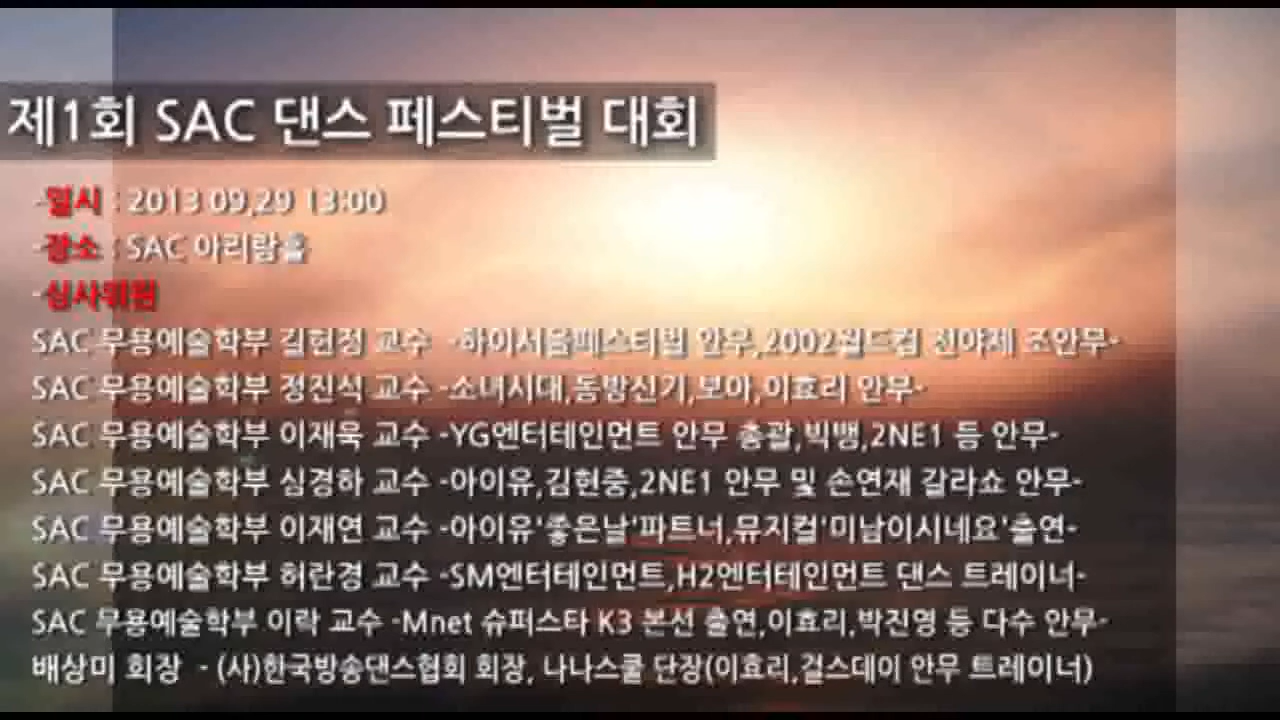 제1회 SAC 댄스 페스티벌 대회
-일시 : 2013 09,29 13:00
-장소 : SAC 아리랑홀
-심사위원
SAC 무용예술학부 길헌정 교수 -하이서울페스티벌 안무,2002월드컵 전야제 조안무-
SAC 무용예술학부 정진석 교수 -소녀시대,동방신기,보아,이효리 안무-
SAC 무용예술학부 이재욱 교수 -YG엔터테인먼트 안무 총괄,빅뱅,2NE1 등 안무-
SAC 무용예술학부 심경하 교수 -아이유,김현중,2NE1 안무 및 손연재 갈라쇼 안무-
SAC 무용예술학부 이재연 교수 -아이유'좋은날'파트너,뮤지컬'미남이시네요'출연-
SAC 무용예술학부 허란경 교수 -SM엔터테인먼트,H2엔터테인먼트 댄스 트레이너-
SAC 무용예술학부 이락 교수 -Mnet 슈퍼스타 K3 본선 출연,이효리,박진영 등 다수 안무-
배상미 회장 - (사)한국방송댄스협회 회장, 나나스쿨 단장(이효리,걸스데이 안무 트레이너)